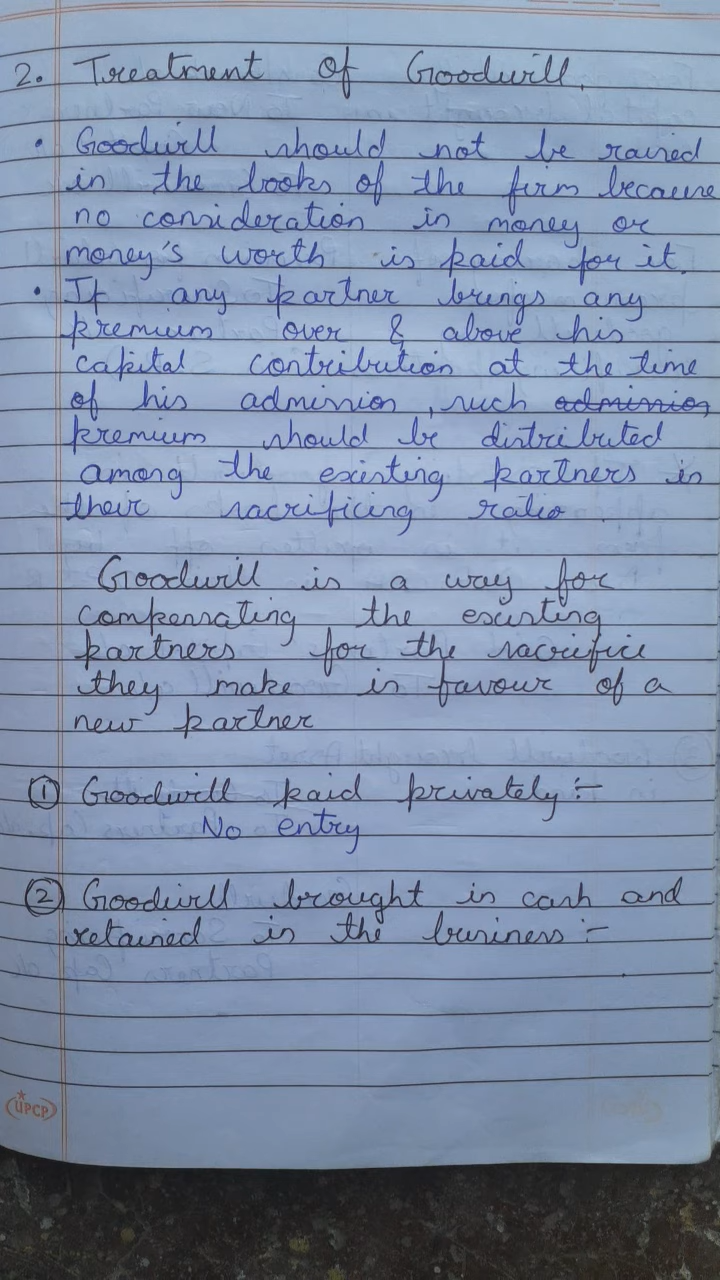 2. Treatment of Goodwill.
• Goodwill should not be raised
in the books of the firm because
no consideration in money or
money's worth is paid for it.
• If any partner brings any
premium over & above his
capital contribution at the time
of his admission, such admission
premium should be distributed
among the existing partners in
their sacrificing ratio.
Goodwill is a way for
compensating the existing
partners for the sacrifice
they make in favour of a
new partner
① Goodwill paid privately :-
No entry
② Goodwill brought in cash and
retained in the business :-
UPCP